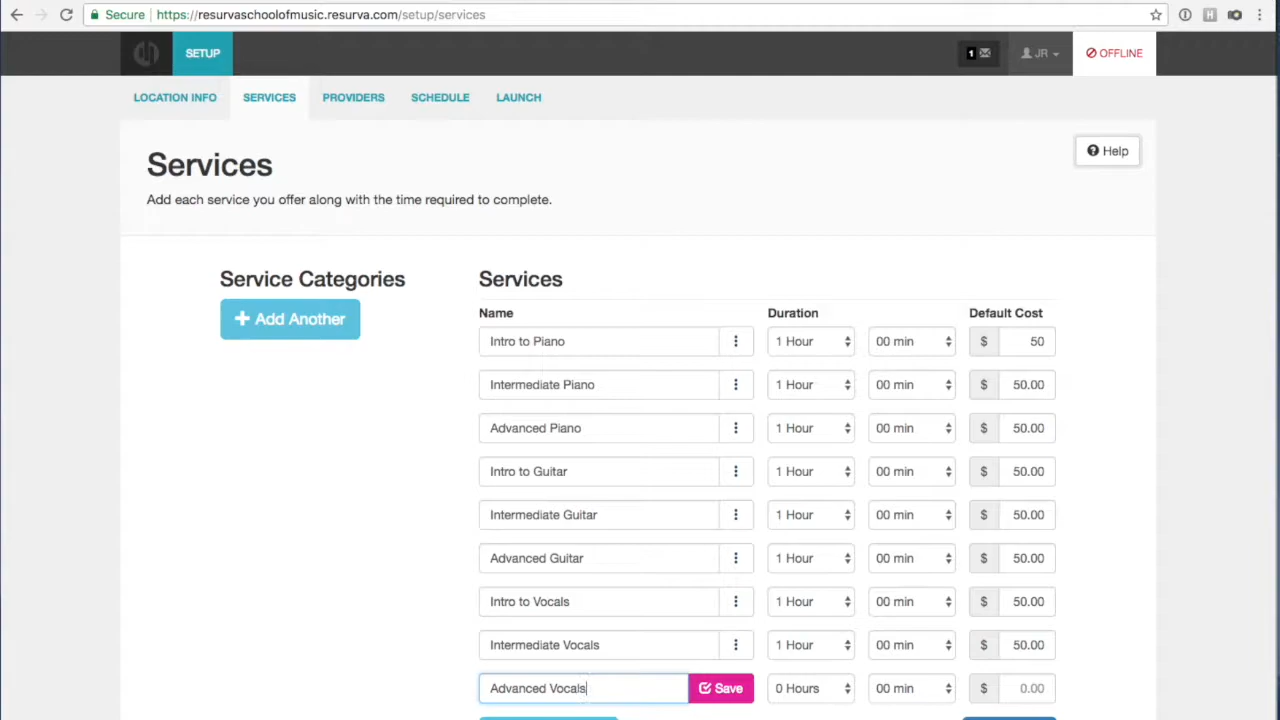 Secure https://resurvaschoolofmusic.resurva.com/setup/services H
SETUP 1 JR OFFLINE
LOCATION INFO SERVICES PROVIDERS SCHEDULE LAUNCH
Services Help
Add each service you offer along with the time required to complete.
Service Categories Services
+ Add Another
Name Duration Default Cost
Intro to Piano 1 Hour 00 min $ 50
Intermediate Piano 1 Hour 00 min $ 50.00
Advanced Piano 1 Hour 00 min $ 50.00
Intro to Guitar 1 Hour 00 min $ 50.00
Intermediate Guitar 1 Hour 00 min $ 50.00
Advanced Guitar 1 Hour 00 min $ 50.00
Intro to Vocals 1 Hour 00 min $ 50.00
Intermediate Vocals 1 Hour 00 min $ 50.00
Advanced Vocals Save 0 Hours 00 min $ 0.00